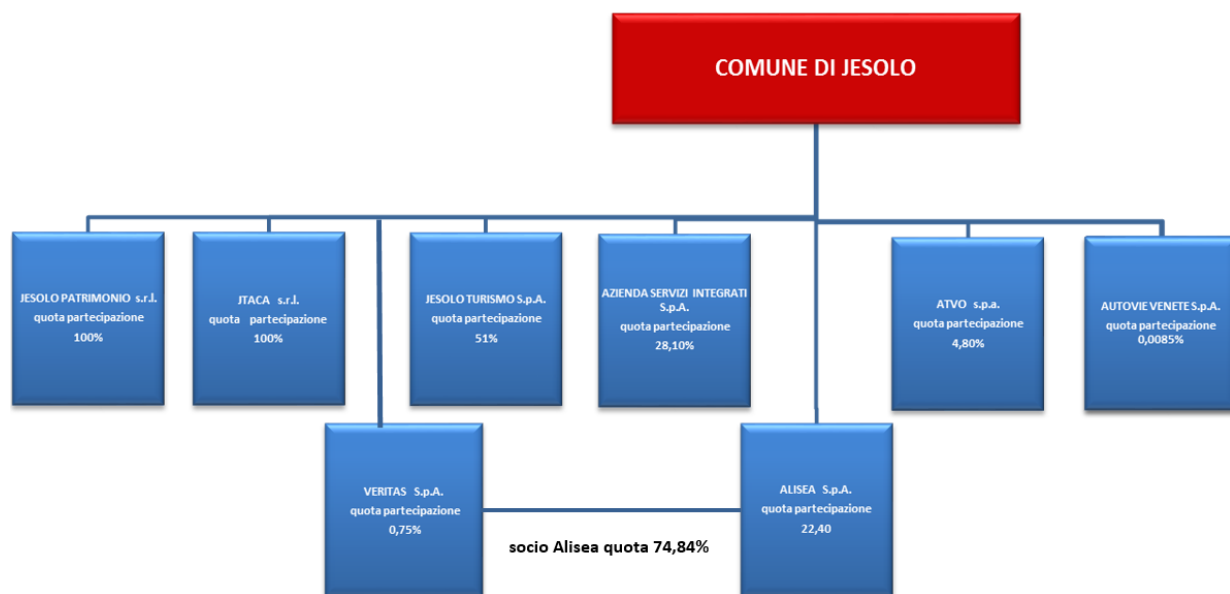 COMUNE DI JESOLO
JESOLO PATRIMONIO s.r.l.
quota partecipazione
100%
JTACA s.r.l.
quota partecipazione
100%
JESOLO TURISMO S.p.A.
quota partecipazione
51%
AZIENDA SERVIZI INTEGRATI
S.p.A.
quota partecipazione
28,10%
ATVO s.p.a.
quota partecipazione
4,80%
AUTOVIE VENETE S.p.A.
quota partecipazione
0,0085%
VERITAS S.p.A.
quota partecipazione
0,75%
socio Alisea quota 74,84%
ALISEA S.p.A.
quota partecipazione
22,40